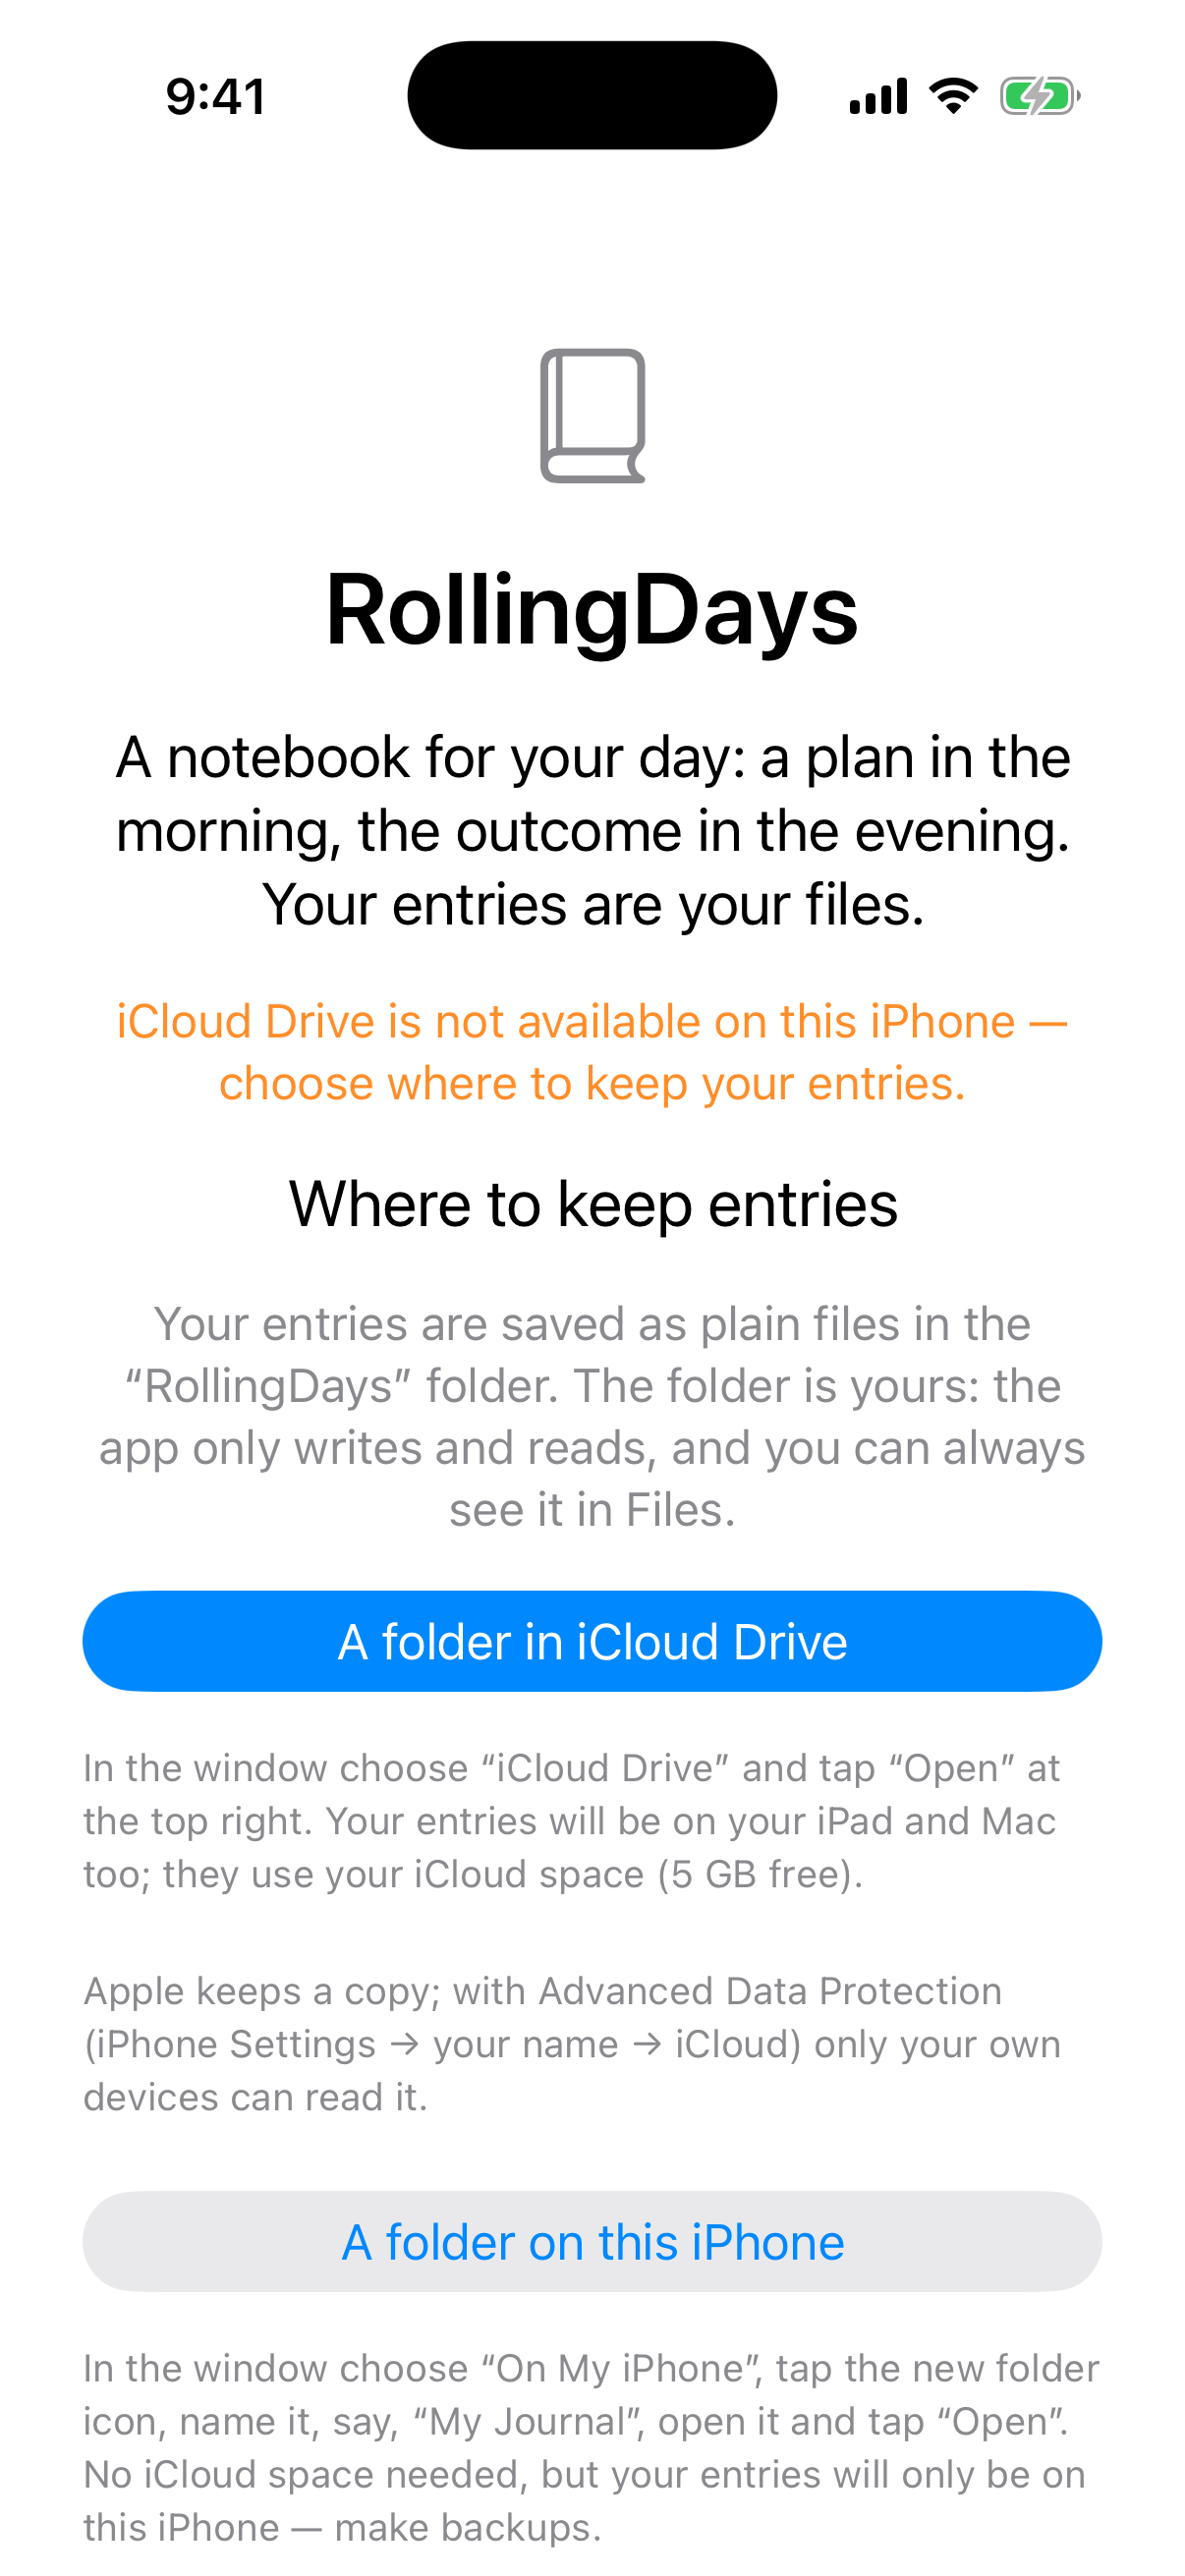 9:41
RollingDays
A notebook for your day: a plan in the
morning, the outcome in the evening.
Your entries are your files.
iCloud Drive is not available on this iPhone —
choose where to keep your entries.
Where to keep entries
Your entries are saved as plain files in the
“RollingDays” folder. The folder is yours: the
app only writes and reads, and you can always
see it in Files.
A folder in iCloud Drive
In the window choose “iCloud Drive” and tap “Open” at
the top right. Your entries will be on your iPad and Mac
too; they use your iCloud space (5 GB free).
Apple keeps a copy; with Advanced Data Protection
(iPhone Settings → your name → iCloud) only your own
devices can read it.
A folder on this iPhone
In the window choose “On My iPhone”, tap the new folder
icon, name it, say, “My Journal”, open it and tap “Open”.
No iCloud space needed, but your entries will only be on
this iPhone — make backups.